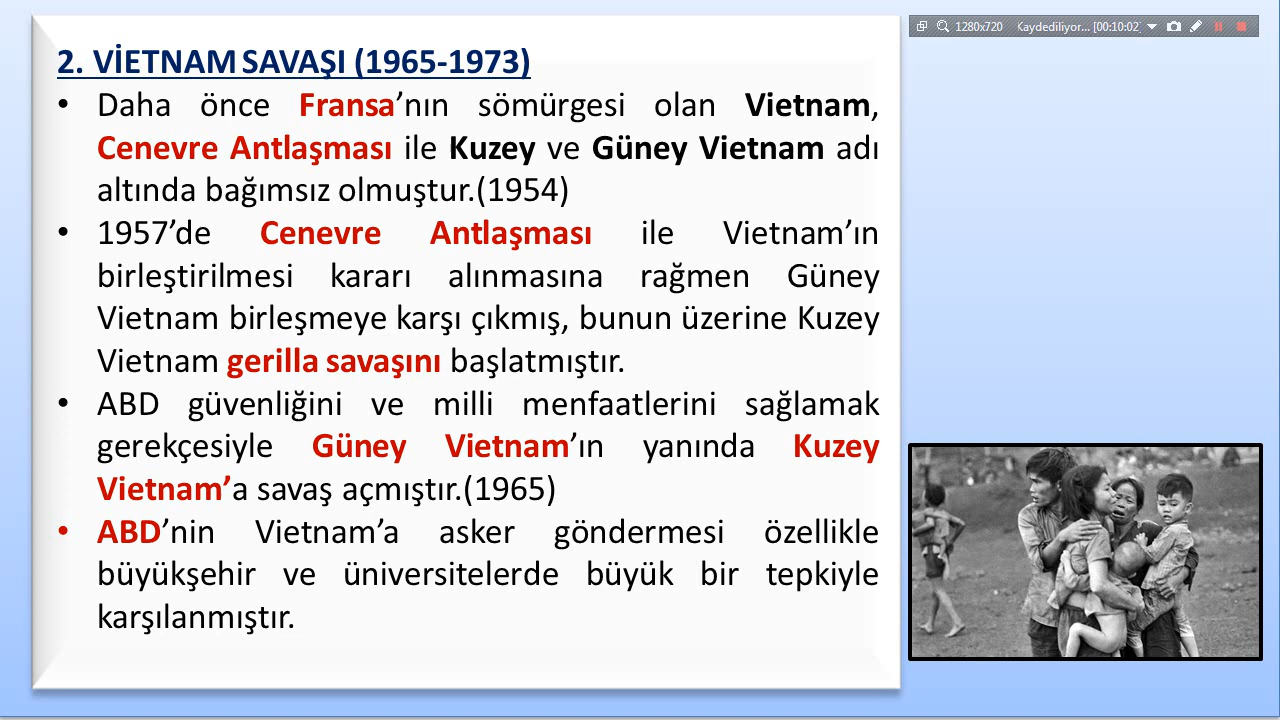 1280x720 Kaydediliyor... [00:10:02]
2. VİETNAM SAVAŞI (1965-1973)
• Daha önce Fransa’nın sömürgesi olan Vietnam,
Cenevre Antlaşması ile Kuzey ve Güney Vietnam adı
altında bağımsız olmuştur.(1954)
• 1957’de Cenevre Antlaşması ile Vietnam’ın
birleştirilmesi kararı alınmasına rağmen Güney
Vietnam birleşmeye karşı çıkmış, bunun üzerine Kuzey
Vietnam gerilla savaşını başlatmıştır.
• ABD güvenliğini ve milli menfaatlerini sağlamak
gerekçesiyle Güney Vietnam’ın yanında Kuzey
Vietnam’a savaş açmıştır.(1965)
• ABD’nin Vietnam’a asker göndermesi özellikle
büyükşehir ve üniversitelerde büyük bir tepkiyle
karşılanmıştır.